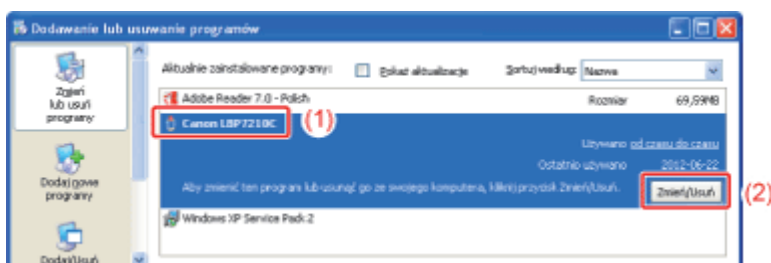 Dodawanie lub usuwanie programów
Zmień lub usuń programy
Aktualnie zainstalowane programy:
Pokaż aktualizacje
Sortuj według:
Nazwa
Adobe Reader 7.0 - Polish
Rozmiar
69,59MB
Canon LBP7210C
(1)
Używano od czasu do czasu
Ostatnio używano
2012-06-22
Dodaj nowe programy
Aby zmienić ten program lub usunąć go ze swojego komputera, kliknij przycisk Zmień/Usuń.
Zmień/Usuń
(2)
Windows XP Service Pack 2
Dodaj/Usuń